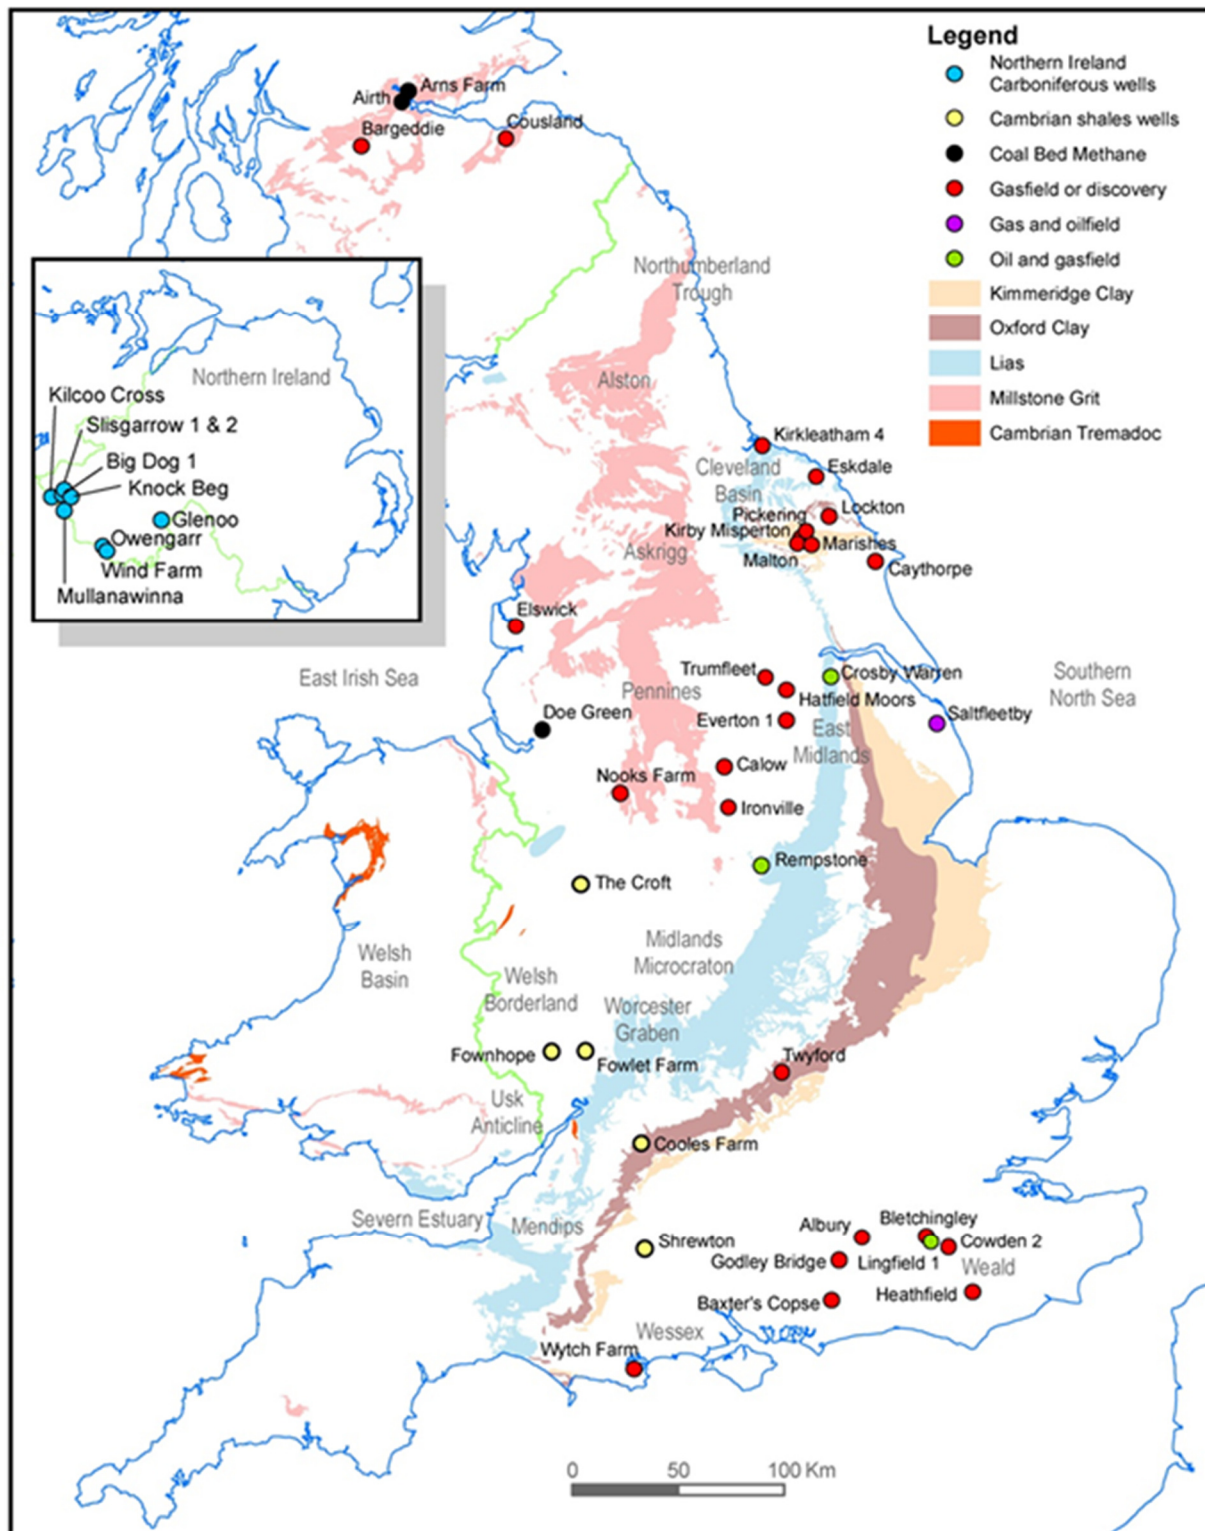 Legend
Northern Ireland
Carboniferous wells
Cambrian shales wells
Coal Bed Methane
Gasfield or discovery
Gas and oilfield
Oil and gasfield
Kimmeridge Clay
Oxford Clay
Lias
Millstone Grit
Cambrian Tremadoc
Arns Farm
Airth
Bargeddie
Cousland
Northumberland
Trough
Alston
Northern Ireland
Kilcoo Cross
Slisgarrow 1 & 2
Big Dog 1
Knock Beg
Glenoo
Owengarr
Wind Farm
Mullanawinna
Kirkleatham 4
Cleveland
Basin
Eskdale
Lockton
Pickering
Kirby Misperton
Marishes
Malton
Caythorpe
Askrigg
Elswick
East Irish Sea
Pennines
Trumfleet
Crosby Warren
Hatfield Moors
Southern
North Sea
Saltfleetby
Doe Green
Everton 1
East
Midlands
Calow
Nooks Farm
Ironville
Rempstone
The Croft
Midlands
Microcraton
Welsh
Basin
Welsh
Borderland
Worcester
Graben
Fownhope
Fowlet Farm
Twyford
Usk
Anticline
Cooles Farm
Severn Estuary
Mendips
Shrewton
Albury
Bletchingley
Cowden 2
Godley Bridge
Lingfield 1
Weald
Heathfield
Baxter's Copse
Wessex
Wytch Farm
0 50 100 Km